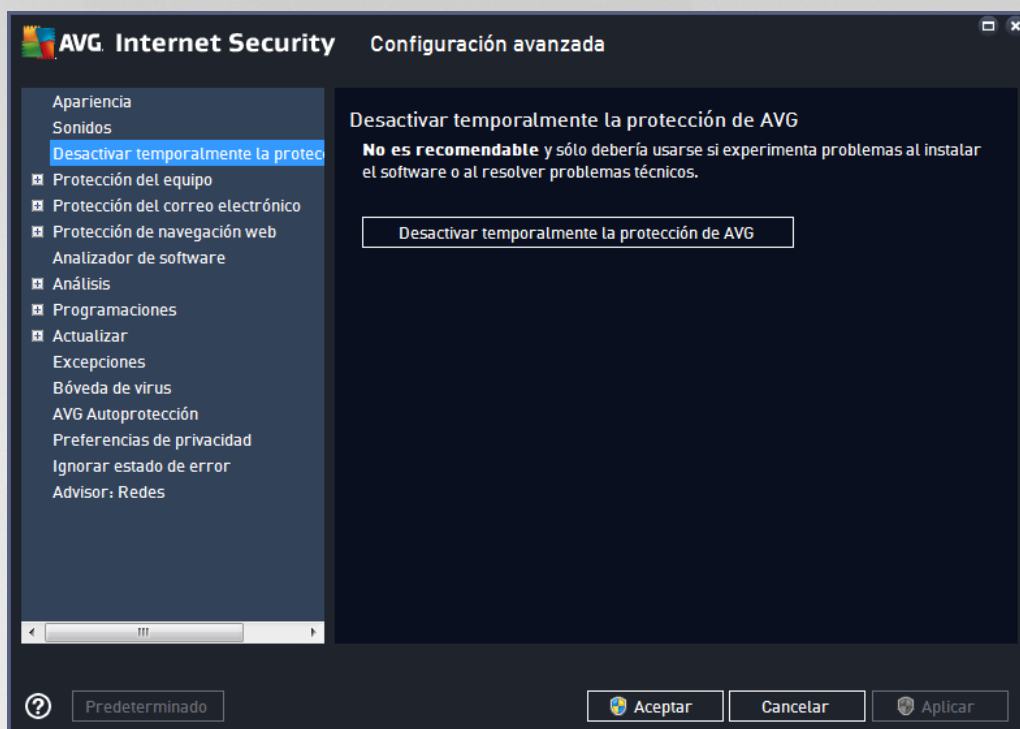 AVG. Internet Security
Configuración avanzada
Apariencia
Sonidos
Desactivar temporalmente la protec
Protección del equipo
Protección del correo electrónico
Protección de navegación web
Analizador de software
Análisis
Programaciones
Actualizar
Excepciones
Bóveda de virus
AVG Autoprotección
Preferencias de privacidad
Ignorar estado de error
Advisor: Redes
Desactivar temporalmente la protección de AVG
No es recomendable y sólo debería usarse si experimenta problemas al instalar
el software o al resolver problemas técnicos.
Desactivar temporalmente la protección de AVG
Predeterminado
Aceptar
Cancelar
Aplicar